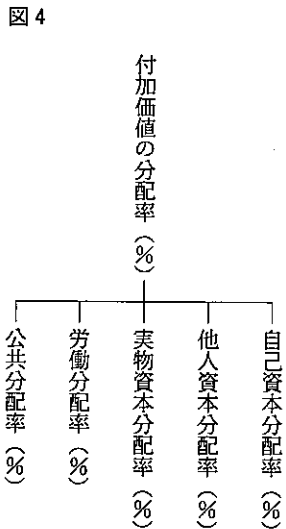 図4
付加価値の分配率(%)
自己資本分配率(%)
他人資本分配率(%)
実物資本分配率(%)
労働分配率(%)
公共分配率(%)